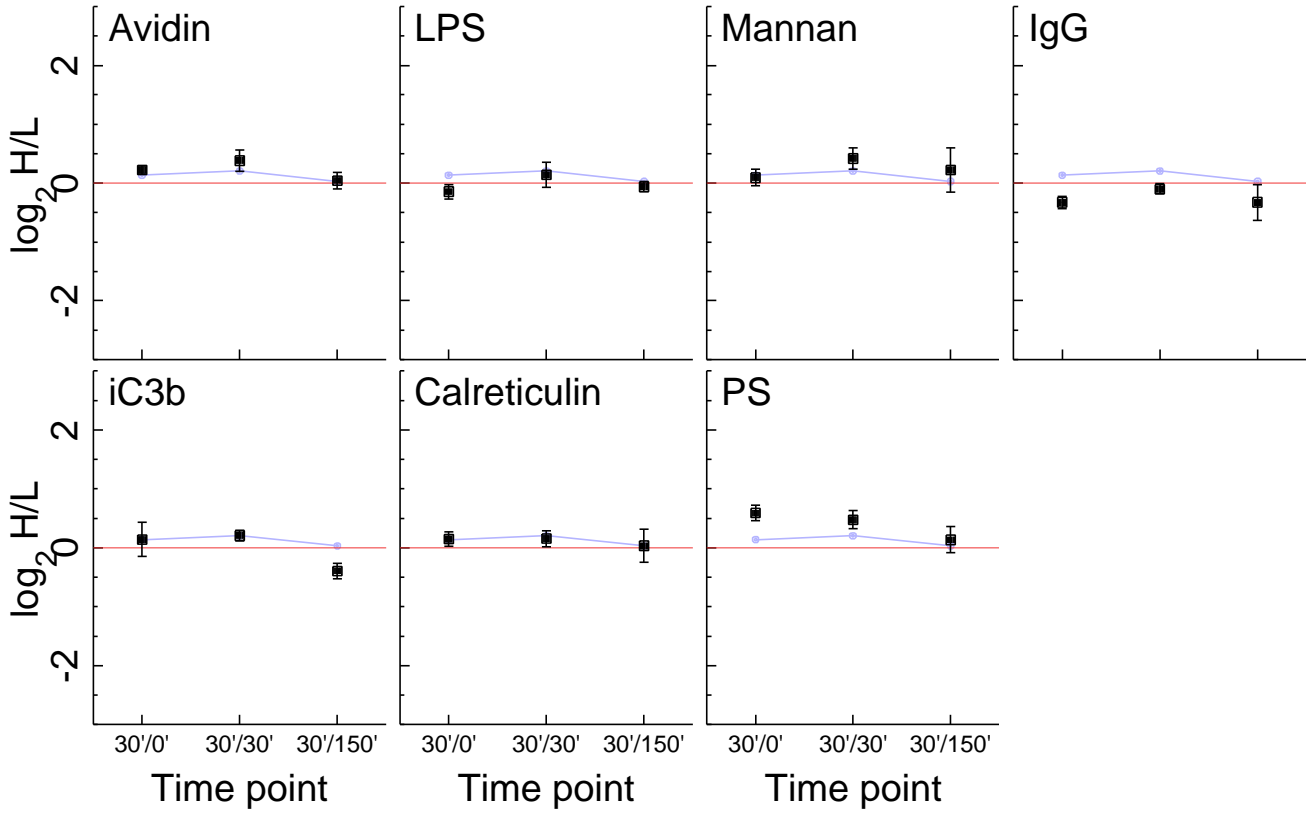 Avidin
LPS
Mannan
IgG
log2 H/L
2
0
-2
iC3b
Calreticulin
PS
log2 H/L
2
0
-2
30'/0' 30'/30' 30'/150'
30'/0' 30'/30' 30'/150'
30'/0' 30'/30' 30'/150'
Time point
Time point
Time point